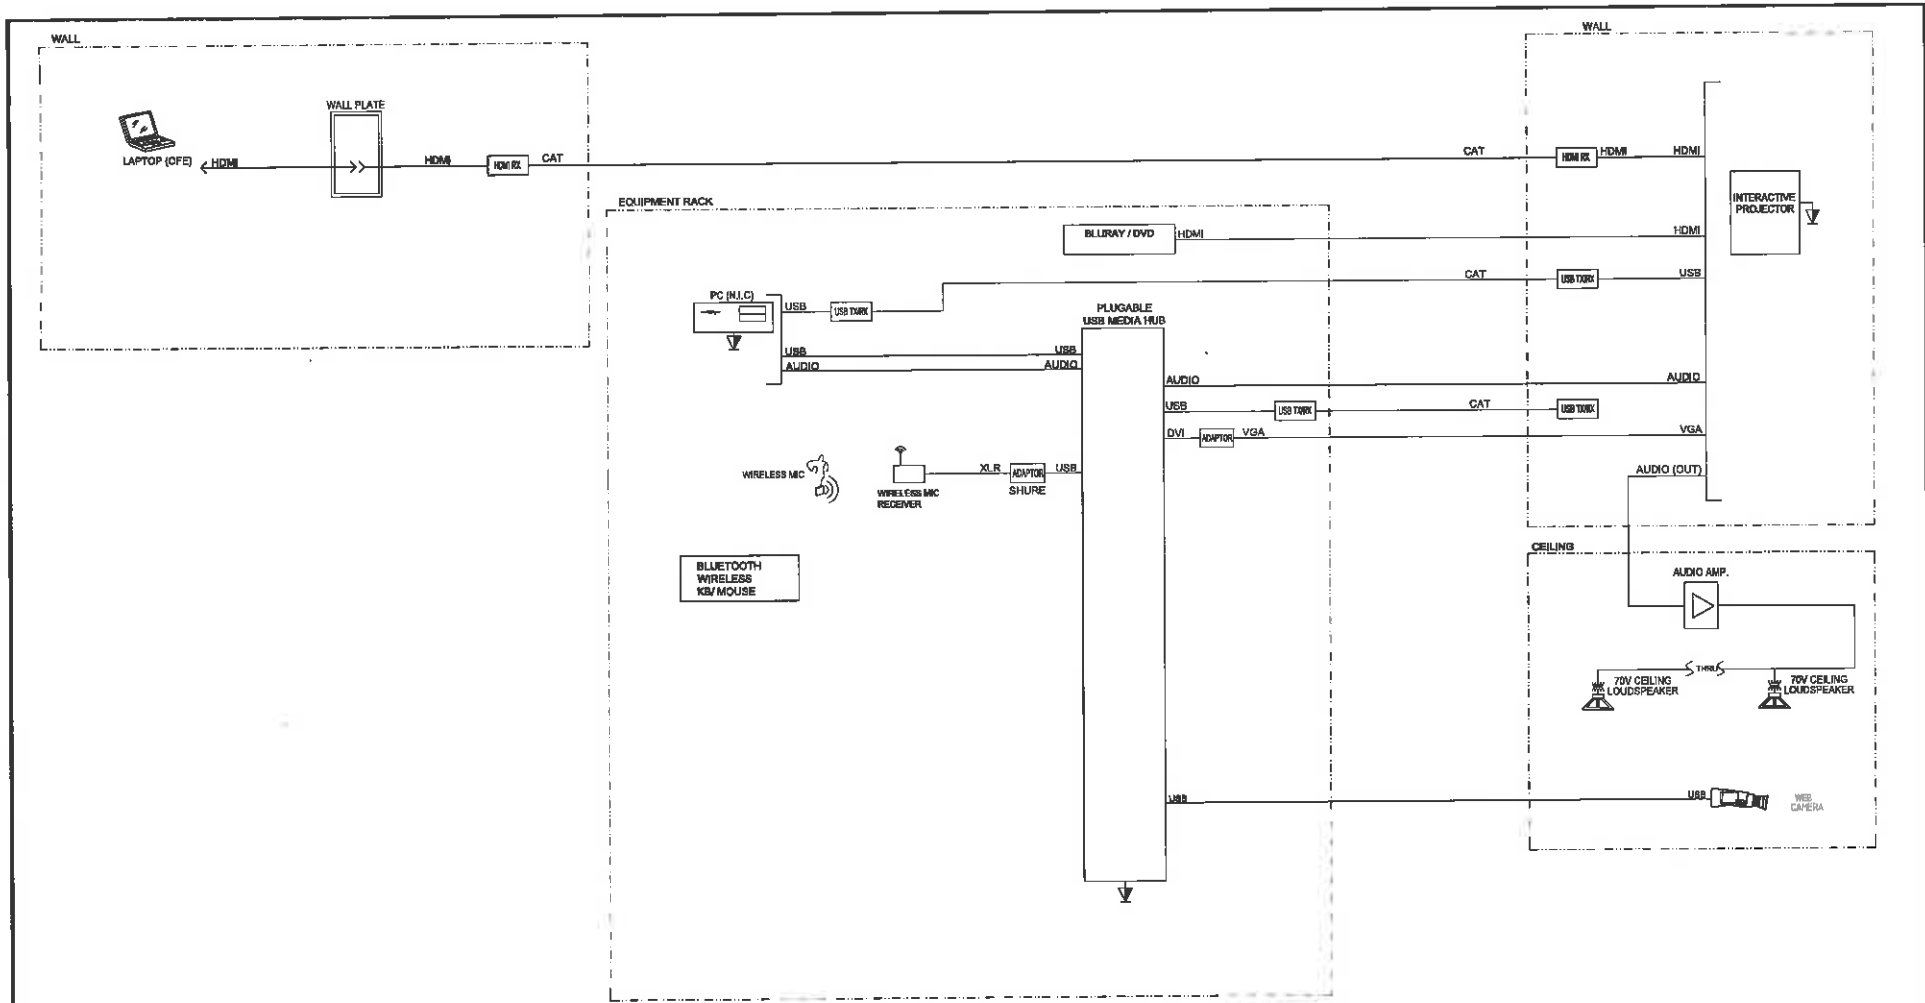 WALL
WALL
WALL PLATE
LAPTOP (OFE)
HDMI
HDMI
HDMI RX
CAT
CAT
HDMI RX
HDMI
HDMI
INTERACTIVE
PROJECTOR
EQUIPMENT RACK
BLURAY / DVD
HDMI
HDMI
CAT
USB TX/RX
USB
PC (N.I.C)
USB
USB TX/RX
PLUGABLE
USB MEDIA HUB
USB
USB
AUDIO
AUDIO
AUDIO
AUDIO
USB
USB TX/RX
CAT
USB TX/RX
DVI
ADAPTOR
VGA
VGA
WIRELESS MIC
WIRELESS MIC
RECEIVER
XLR
ADAPTOR
USB
SHURE
AUDIO (OUT)
BLUETOOTH
WIRELESS
KB/ MOUSE
CEILING
AUDIO AMP.
THRU
70V CEILING
LOUDSPEAKER
70V CEILING
LOUDSPEAKER
USB
USB
WEB
CAMERA